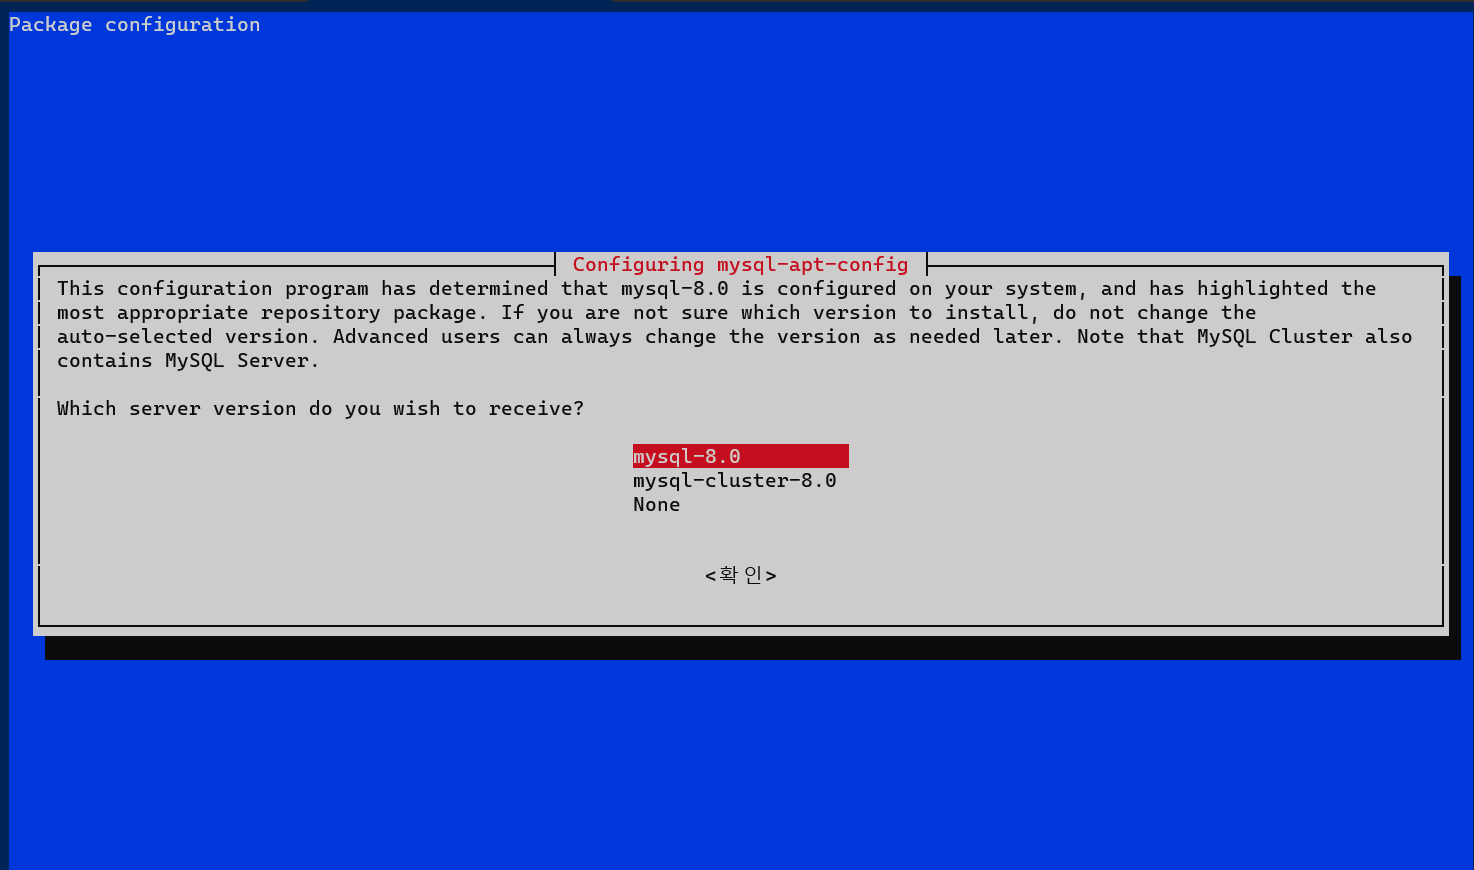 Package configuration
Configuring mysql-apt-config
This configuration program has determined that mysql-8.0 is configured on your system, and has highlighted the
most appropriate repository package. If you are not sure which version to install, do not change the
auto-selected version. Advanced users can always change the version as needed later. Note that MySQL Cluster also
contains MySQL Server.
Which server version do you wish to receive?
mysql-8.0
mysql-cluster-8.0
None
<확인>